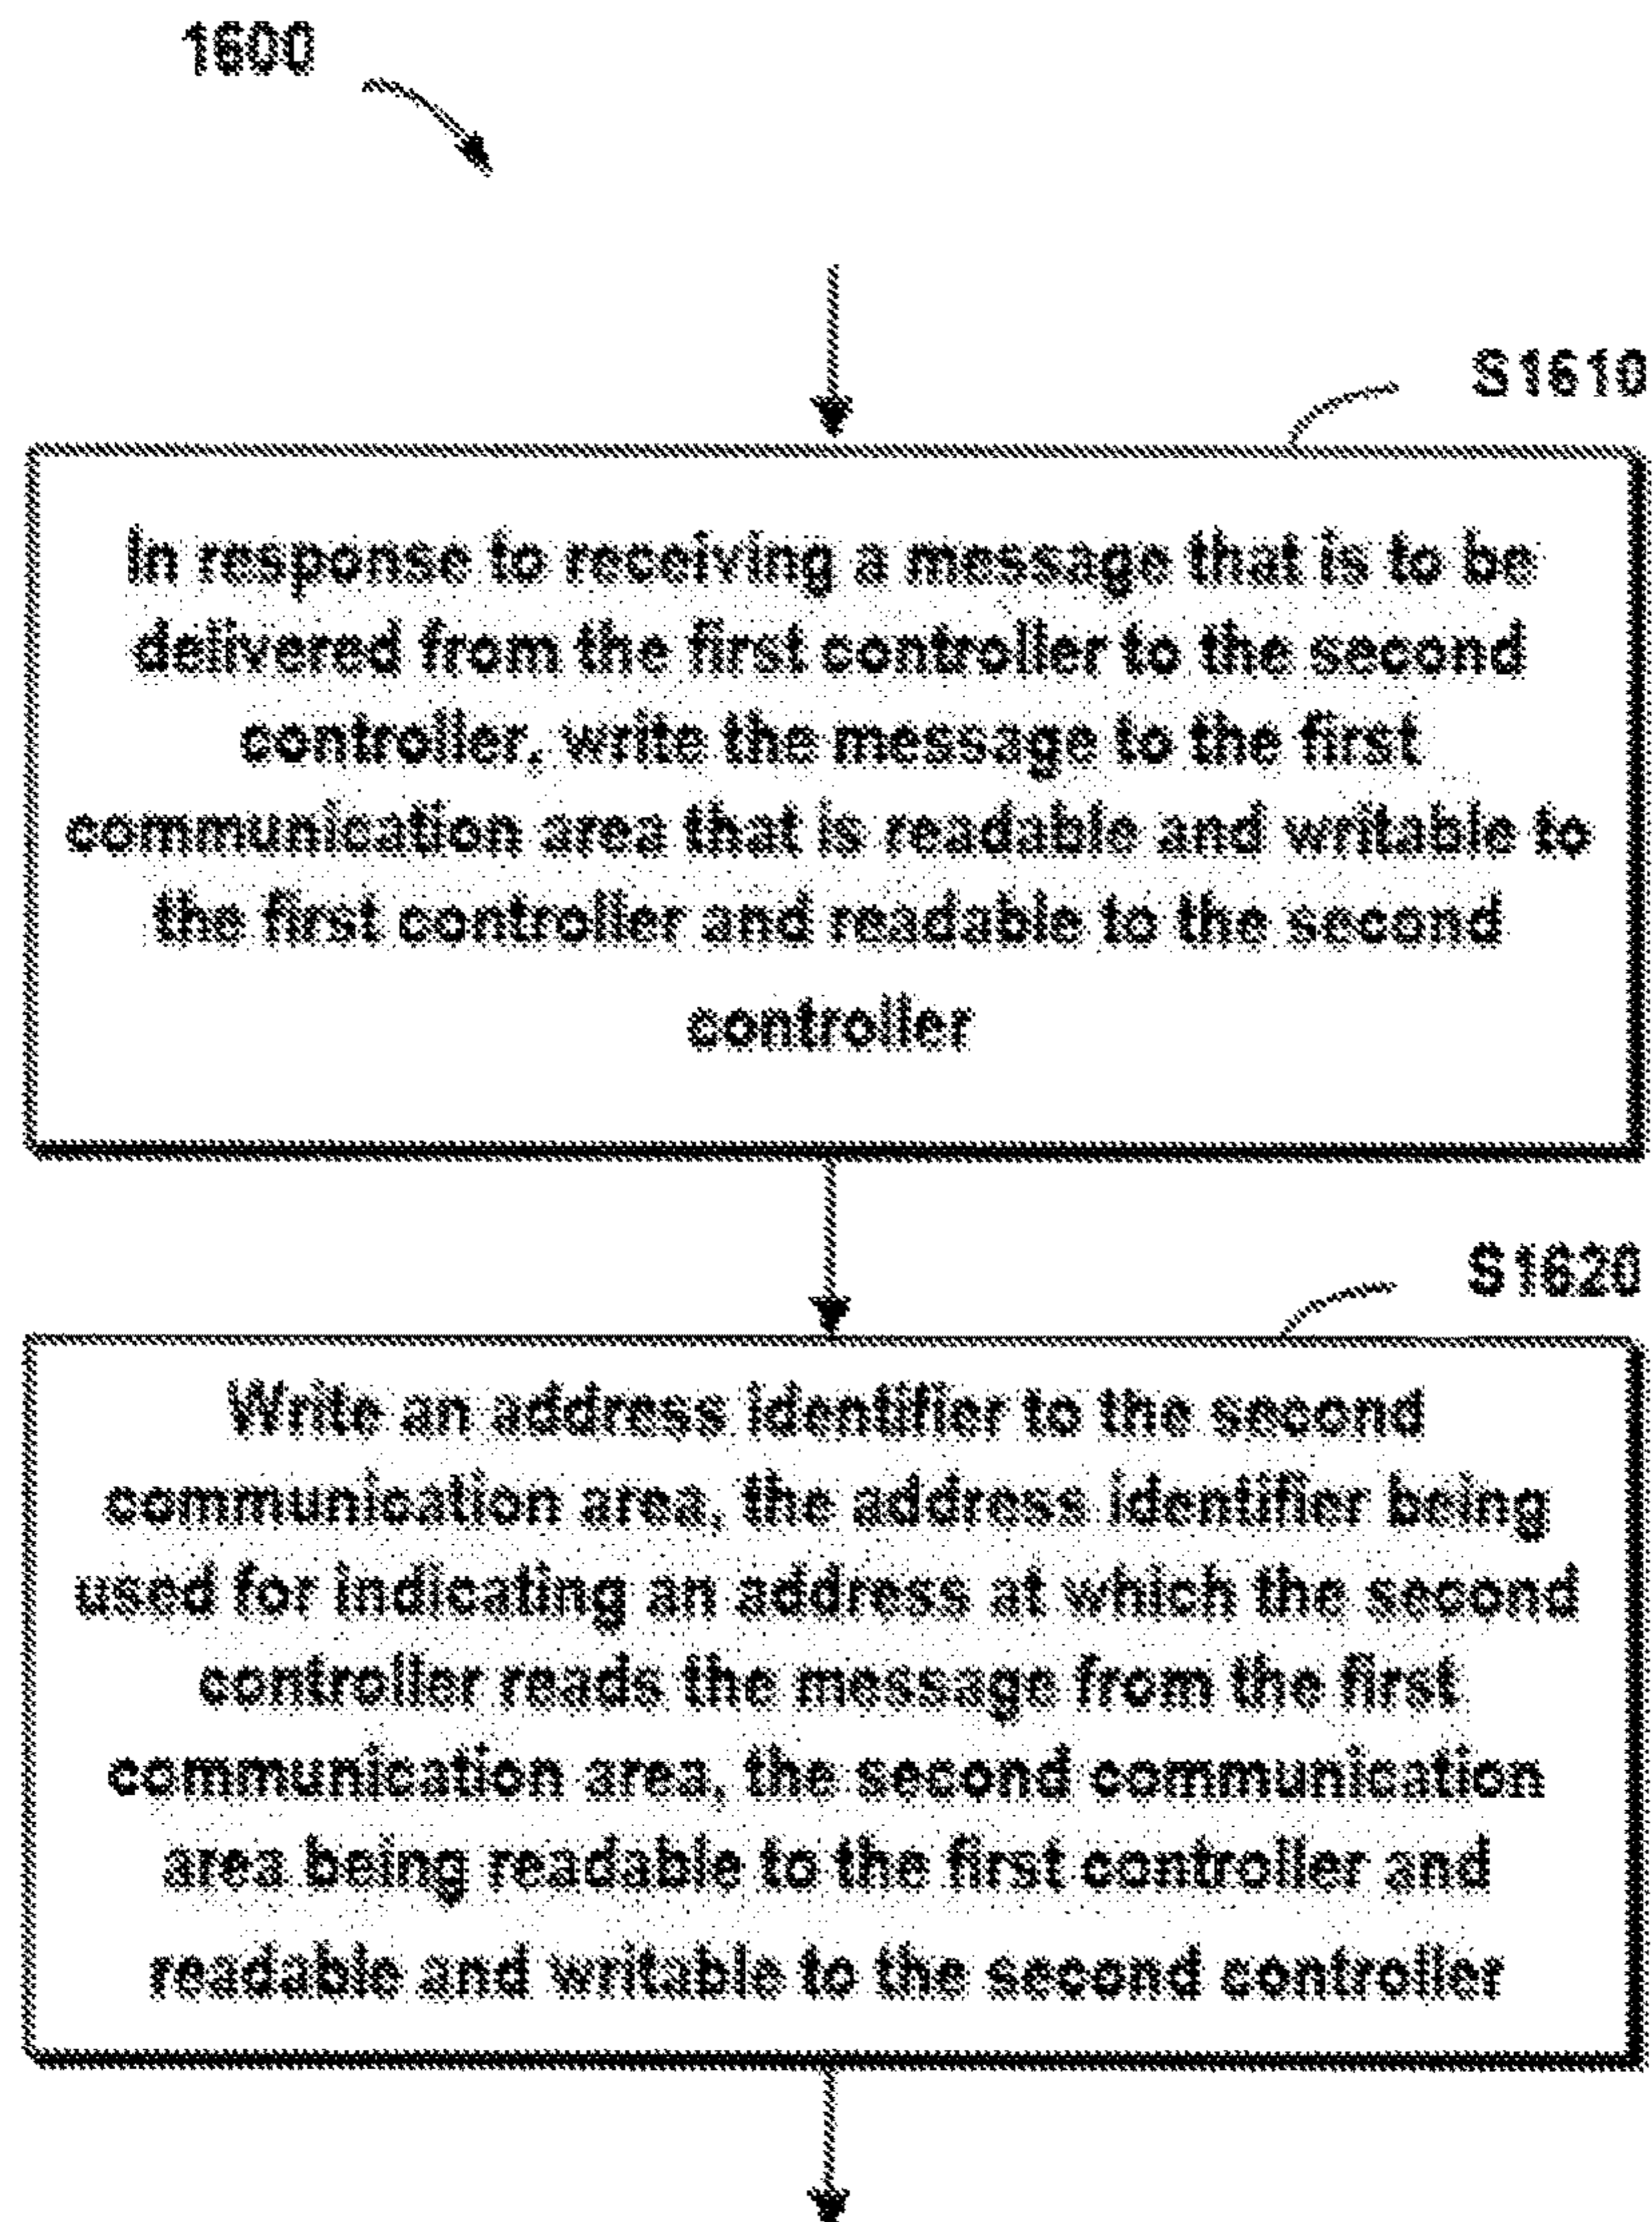 1600
S1610
In response to receiving a message that is to be
delivered from the first controller to the second
controller, write the message to the first
communication area that is readable and writable to
the first controller and readable to the second
controller
S1620
Write an address identifier to the second
communication area, the address identifier being
used for indicating an address at which the second
controller reads the message from the first
communication area, the second communication
area being readable to the first controller and
readable and writable to the second controller